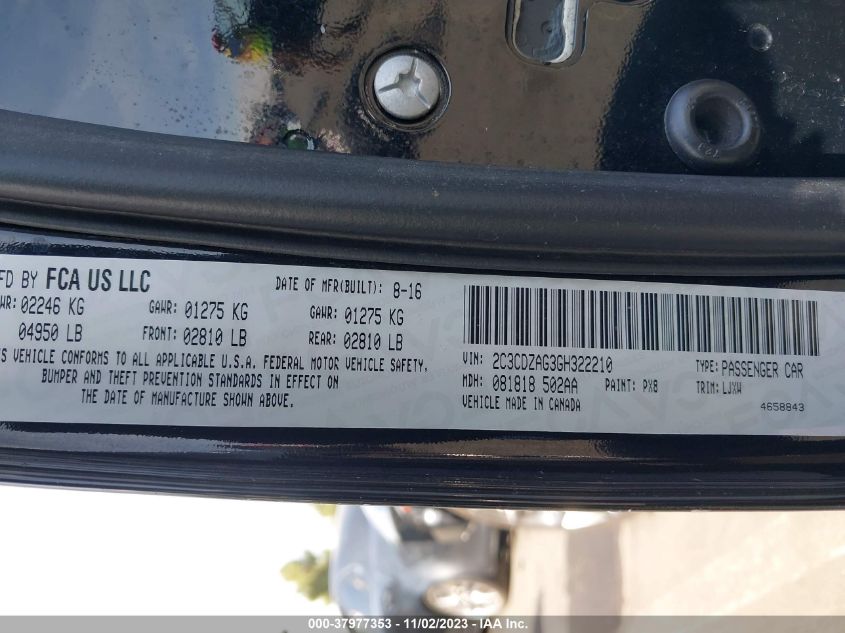 FD BY FCA US LLC
DATE OF MFR(BUILT): 8-16
WR: 02246 KG GAWR: 01275 KG GAWR: 01275 KG
04950 LB FRONT: 02810 LB REAR: 02810 LB
IS VEHICLE CONFORMS TO ALL APPLICABLE U.S.A. FEDERAL MOTOR VEHICLE SAFETY,
BUMPER AND THEFT PREVENTION STANDARDS IN EFFECT ON
THE DATE OF MANUFACTURE SHOWN ABOVE.
VIN: 2C3CDZAG3GH322210 TYPE: PASSENGER CAR
MDH: 081818 502AA PAINT: PX8 TRIM: LJXW
VEHICLE MADE IN CANADA 4658843
000-37977353 - 11/02/2023 - IAA Inc.